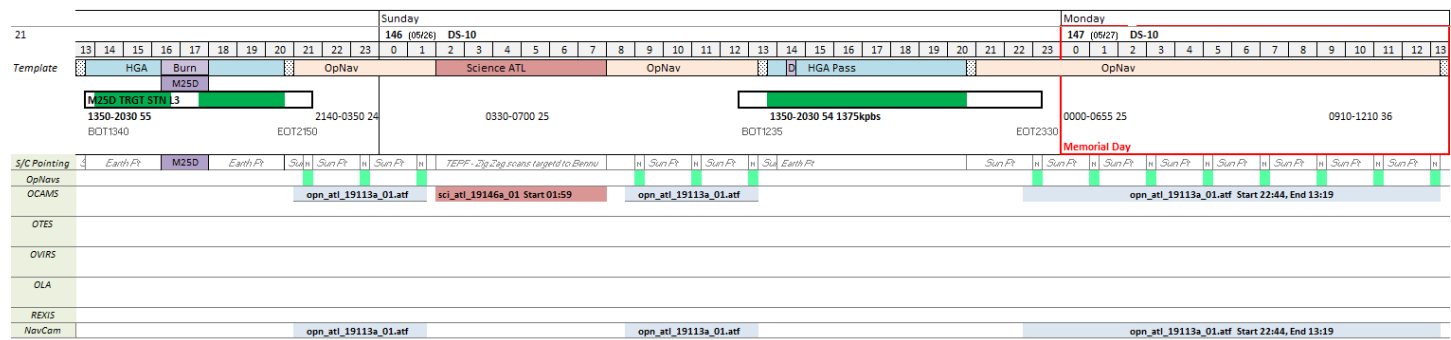 Sunday Monday
21 146 (05/26) DS-10 147 (05/27) DS-10
13 14 15 16 17 18 19 20 21 22 23 0 1 2 3 4 5 6 7 8 9 10 11 12 13 14 15 16 17 18 19 20 21 22 23 0 1 2 3 4 5 6 7 8 9 10 11 12 13
Template HGA Burn OpNav Science ATL OpNav D HGA Pass OpNav
M25D
M25D TRGT STN L3
1350-2030 55 2140-0350 24 0330-0700 25 1350-2030 54 1375kpbs 0000-0655 25 0910-1210 36
BOT1340 EOT2150 BOT1235 EOT2330
Memorial Day
S/C Pointing S Earth Pt M25D Earth Pt Sun H Sun Pt H Sun Pt H TEPF - Zig Zag scans targetd to Bennu H Sun Pt H Sun Pt H Sun Earth Pt Sun Pt H Sun Pt H Sun Pt H Sun Pt H Sun Pt H Sun Pt H Sun Pt H Sun Pt H
OpNavs
OCAMS opn_atl_19113a_01.atf sci_atl_19146a_01 Start 01:59 opn_atl_19113a_01.atf opn_atl_19113a_01.atf Start 22:44, End 13:19
OTES
OVIRS
OLA
REXIS
NavCam opn_atl_19113a_01.atf opn_atl_19113a_01.atf opn_atl_19113a_01.atf Start 22:44, End 13:19